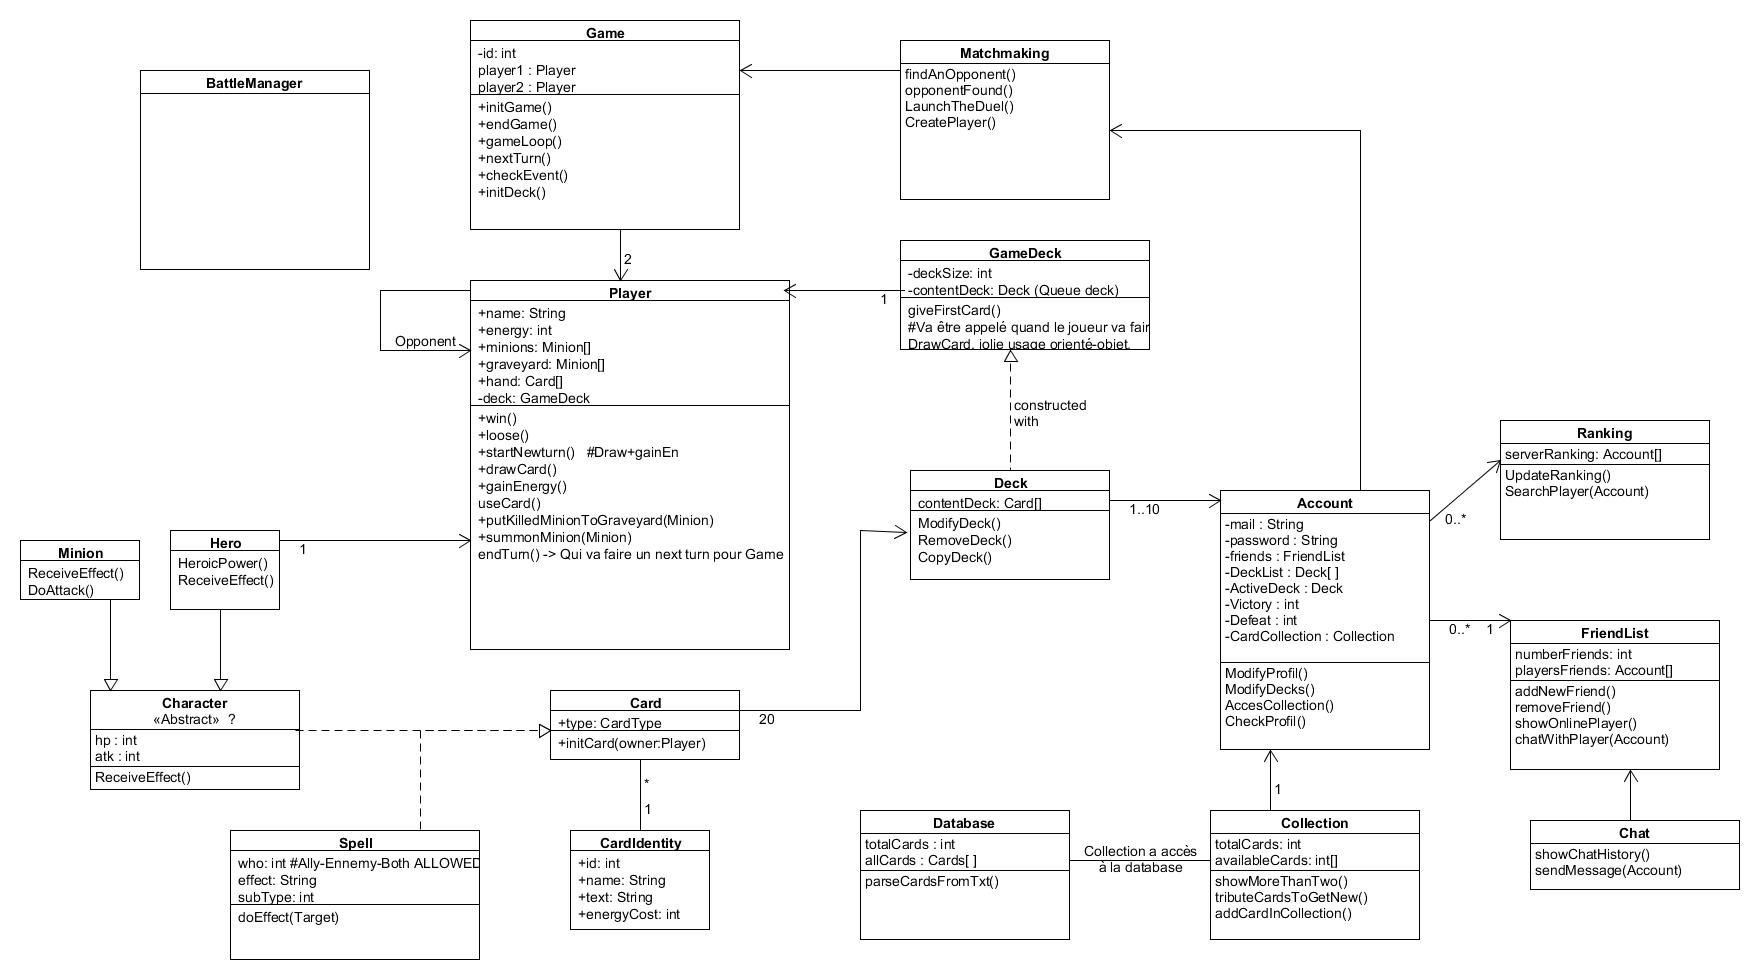 Game
-id: int
player1 : Player
player2 : Player
+initGame()
+endGame()
+gameLoop()
+nextTurn()
+checkEvent()
+initDeck()
Matchmaking
findAnOpponent()
opponentFound()
LaunchTheDuel()
CreatePlayer()
BattleManager
2
GameDeck
-deckSize: int
-contentDeck: Deck (Queue deck)
giveFirstCard()
#Va être appelé quand le joueur va fair
DrawCard, jolie usage orienté-objet.
1
Player
+name: String
+energy: int
+minions: Minion[]
+graveyard: Minion[]
+hand: Card[]
-deck: GameDeck
+win()
+loose()
+startNewturn()   #Draw+gainEn
+drawCard()
+gainEnergy()
useCard()
+putKilledMinionToGraveyard(Minion)
+summonMinion(Minion)
endTurn() -> Qui va faire un next turn pour Game
Opponent
constructed
with
Ranking
serverRanking: Account[]
UpdateRanking()
SearchPlayer(Account)
Deck
contentDeck: Card[]
ModifyDeck()
RemoveDeck()
CopyDeck()
1..10
Account
-mail : String
-password : String
-friends : FriendList
-DeckList : Deck[ ]
-ActiveDeck : Deck
-Victory : int
-Defeat : int
-CardCollection : Collection
ModifyProfil()
ModifyDecks()
AccesCollection()
CheckProfil()
0..*
Minion
ReceiveEffect()
DoAttack()
Hero
HeroicPower()
ReceiveEffect()
1
0..*
1
FriendList
numberFriends: int
playersFriends: Account[]
addNewFriend()
removeFriend()
showOnlinePlayer()
chatWithPlayer(Account)
Character
«Abstract»  ?
hp : int
atk : int
ReceiveEffect()
Card
+type: CardType
+initCard(owner:Player)
20
*
1
1
Spell
who: int #Ally-Ennemy-Both ALLOWED
effect: String
subType: int
doEffect(Target)
CardIdentity
+id: int
+name: String
+text: String
+energyCost: int
Database
totalCards : int
allCards : Cards[ ]
parseCardsFromTxt()
Collection a accès
à la database
Collection
totalCards: int
availableCards: int[]
showMoreThanTwo()
tributeCardsToGetNew()
addCardInCollection()
Chat
showChatHistory()
sendMessage(Account)